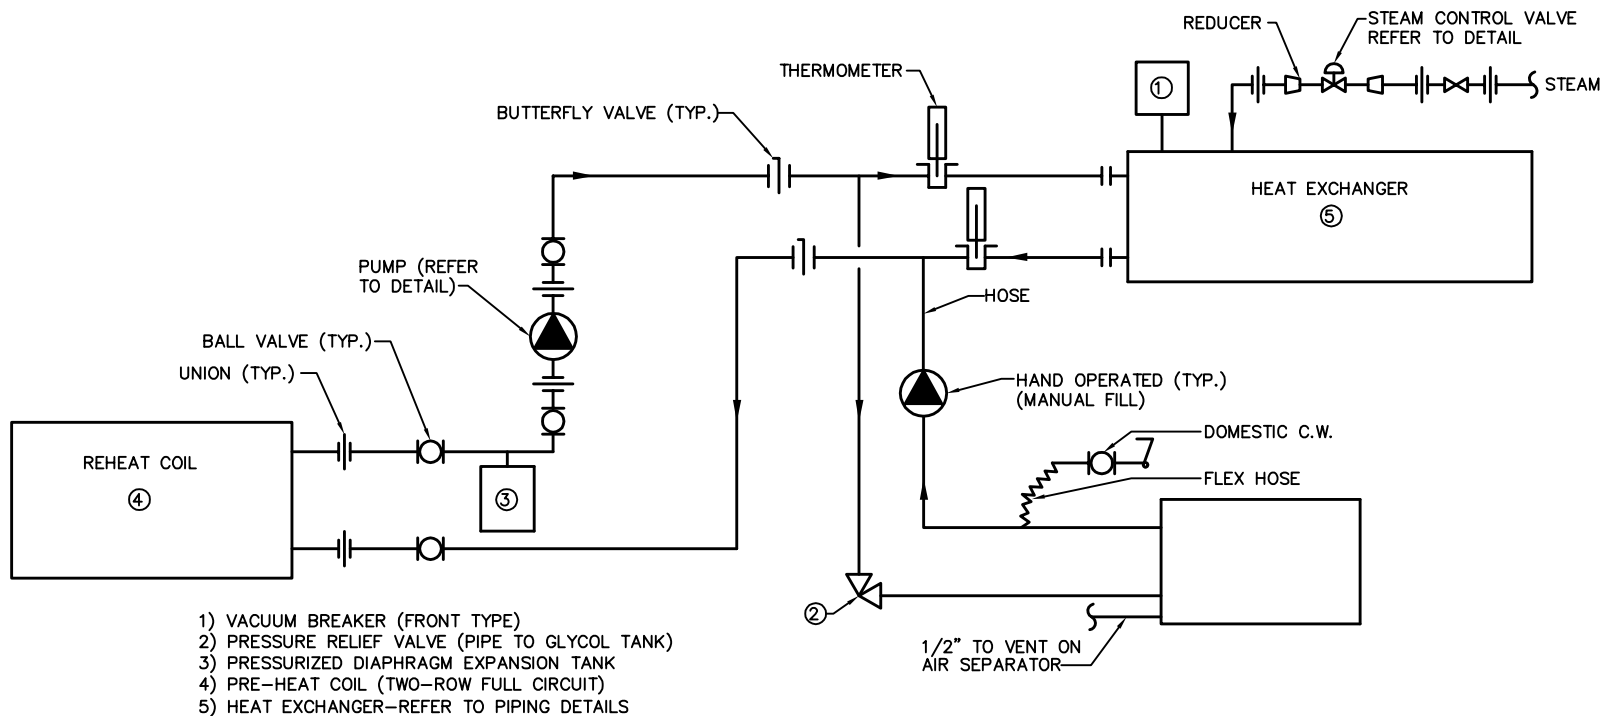 REDUCER
STEAM CONTROL VALVE
REFER TO DETAIL
THERMOMETER
1
STEAM
BUTTERFLY VALVE (TYP.)
HEAT EXCHANGER
5
PUMP (REFER
TO DETAIL)
HOSE
BALL VALVE (TYP.)
UNION (TYP.)
HAND OPERATED (TYP.)
(MANUAL FILL)
DOMESTIC C.W.
REHEAT COIL
4
3
FLEX HOSE
2
1/2" TO VENT ON
AIR SEPARATOR
1) VACUUM BREAKER (FRONT TYPE)
2) PRESSURE RELIEF VALVE (PIPE TO GLYCOL TANK)
3) PRESSURIZED DIAPHRAGM EXPANSION TANK
4) PRE-HEAT COIL (TWO-ROW FULL CIRCUIT)
5) HEAT EXCHANGER-REFER TO PIPING DETAILS